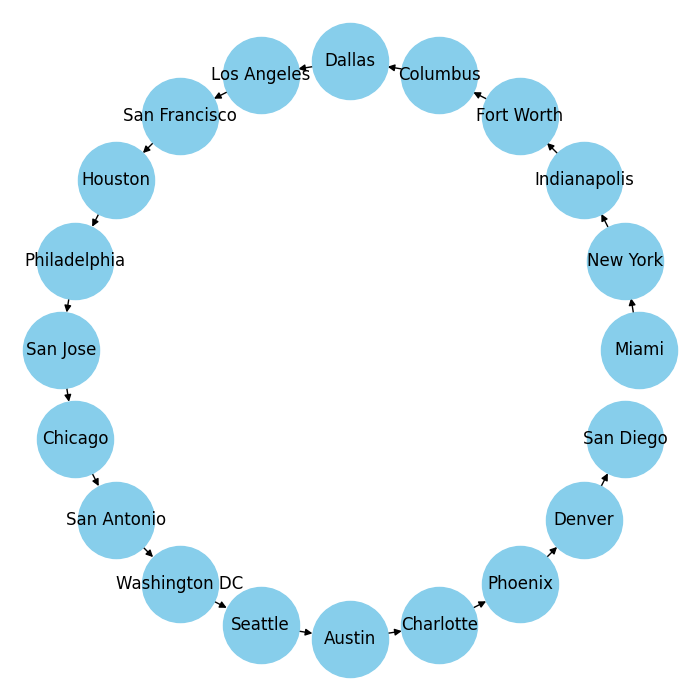 Dallas
Los Angeles
Columbus
San Francisco
Fort Worth
Houston
Indianapolis
Philadelphia
New York
San Jose
Miami
Chicago
San Diego
San Antonio
Denver
Washington DC
Phoenix
Seattle
Charlotte
Austin